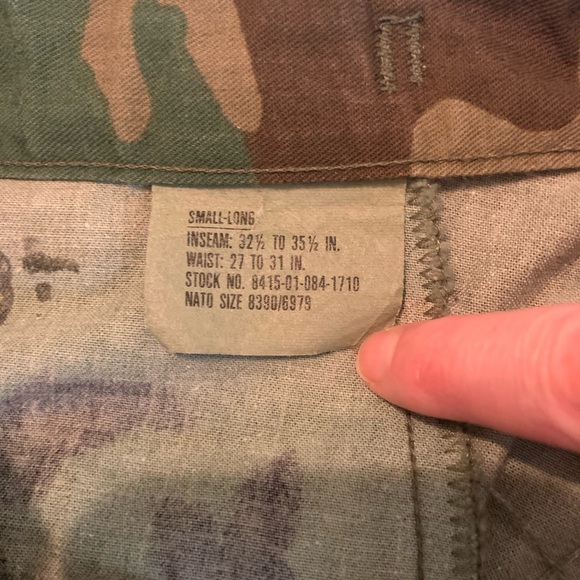 SMALL-LONG
INSEAM: 32½ TO 35½ IN.
WAIST: 27 TO 31 IN.
STOCK NO. 8415-01-084-1710
NATO SIZE 8390/6979